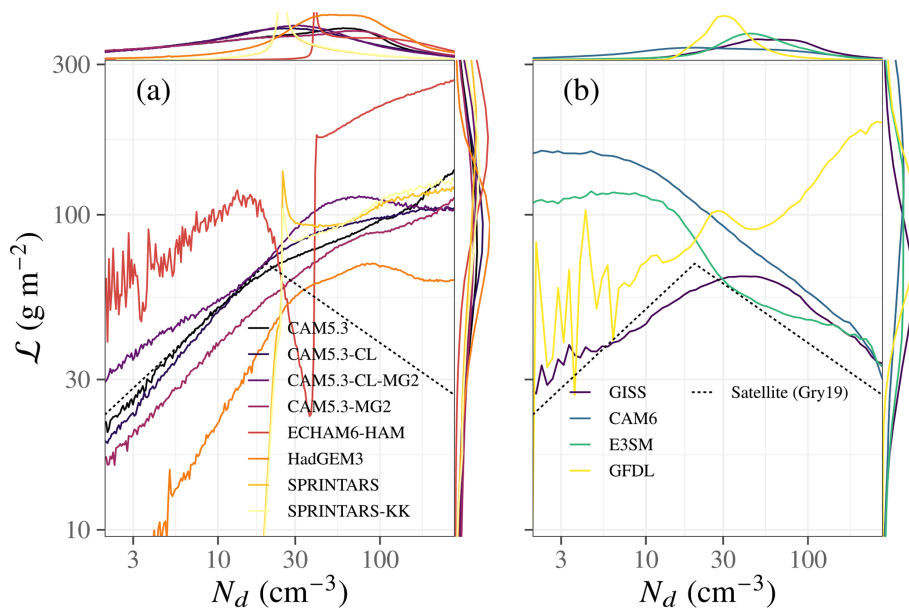 (a)
(b)
300
100
30
10
ℒ (g m⁻²)
CAM5.3
CAM5.3-CL
CAM5.3-CL-MG2
CAM5.3-MG2
ECHAM6-HAM
HadGEM3
SPRINTARS
SPRINTARS-KK
GISS
CAM6
E3SM
GFDL
Satellite (Gry19)
3 10 30 100
3 10 30 100
N_d (cm⁻³)
N_d (cm⁻³)